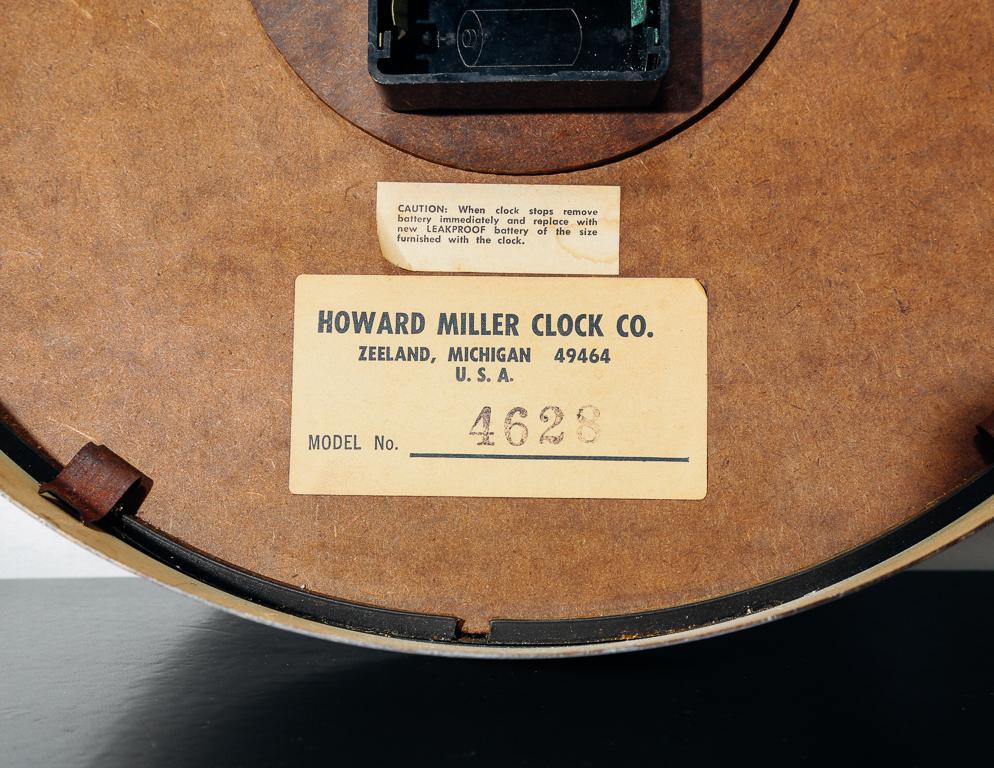 CAUTION: When clock stops remove
battery immediately and replace with
new LEAKPROOF battery of the size
furnished with the clock.
HOWARD MILLER CLOCK CO.
ZEELAND, MICHIGAN 49464
U. S. A.
MODEL No. 4628